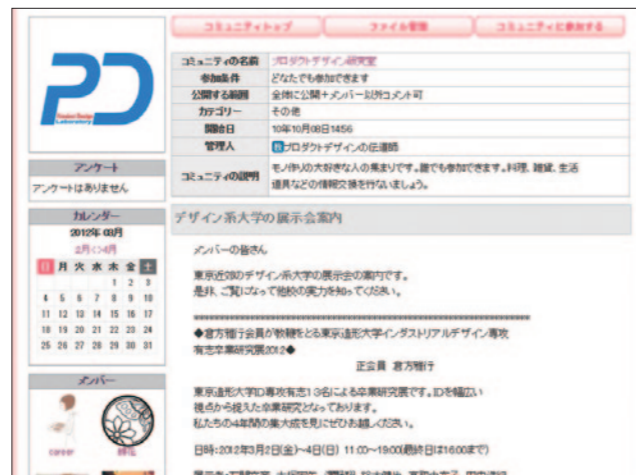 コミュニティトップ
ファイル管理
コミュニティに参加する
PD
Product Design
Laboratory
コミュニティの名前 プロダクトデザイン研究室
参加条件 どなたでも参加できます
公開する範囲 全体に公開+メンバー以外コメント可
カテゴリー その他
開始日 10年10月08日14:56
管理人 プロダクトデザインの伝道師
コミュニティの説明 モノ作りの大好きな人の集まりです。誰でも参加できます。料理、雑貨、生活
道具などの情報交換を行ないましょう。
アンケート
アンケートはありません
カレンダー
2012年 03月
2月<>4月
日 月 火 水 木 金 土
1 2 3
4 5 6 7 8 9 10
11 12 13 14 15 16 17
18 19 20 21 22 23 24
25 26 27 28 29 30 31
メンバー
career
デザイン系大学の展示会案内
メンバーの皆さん
東京近郊のデザイン系大学の展示会の案内です。
是非、ご覧になって他校の実力を知ってください。
◆倉方雅行会員が教鞭をとる東京造形大学インダストリアルデザイン専攻
有志卒業研究展2012◆
正会員 倉方雅行
東京造形大学ID専攻有志13名による卒業研究展です。IDを幅広い
視点から捉えた卒業研究となっております。
私たちの4年間の集大成を見にぜひお越しください。
日時:2012年3月2日(金)~4日(日) 11:00~19:00(最終日は16:00まで)